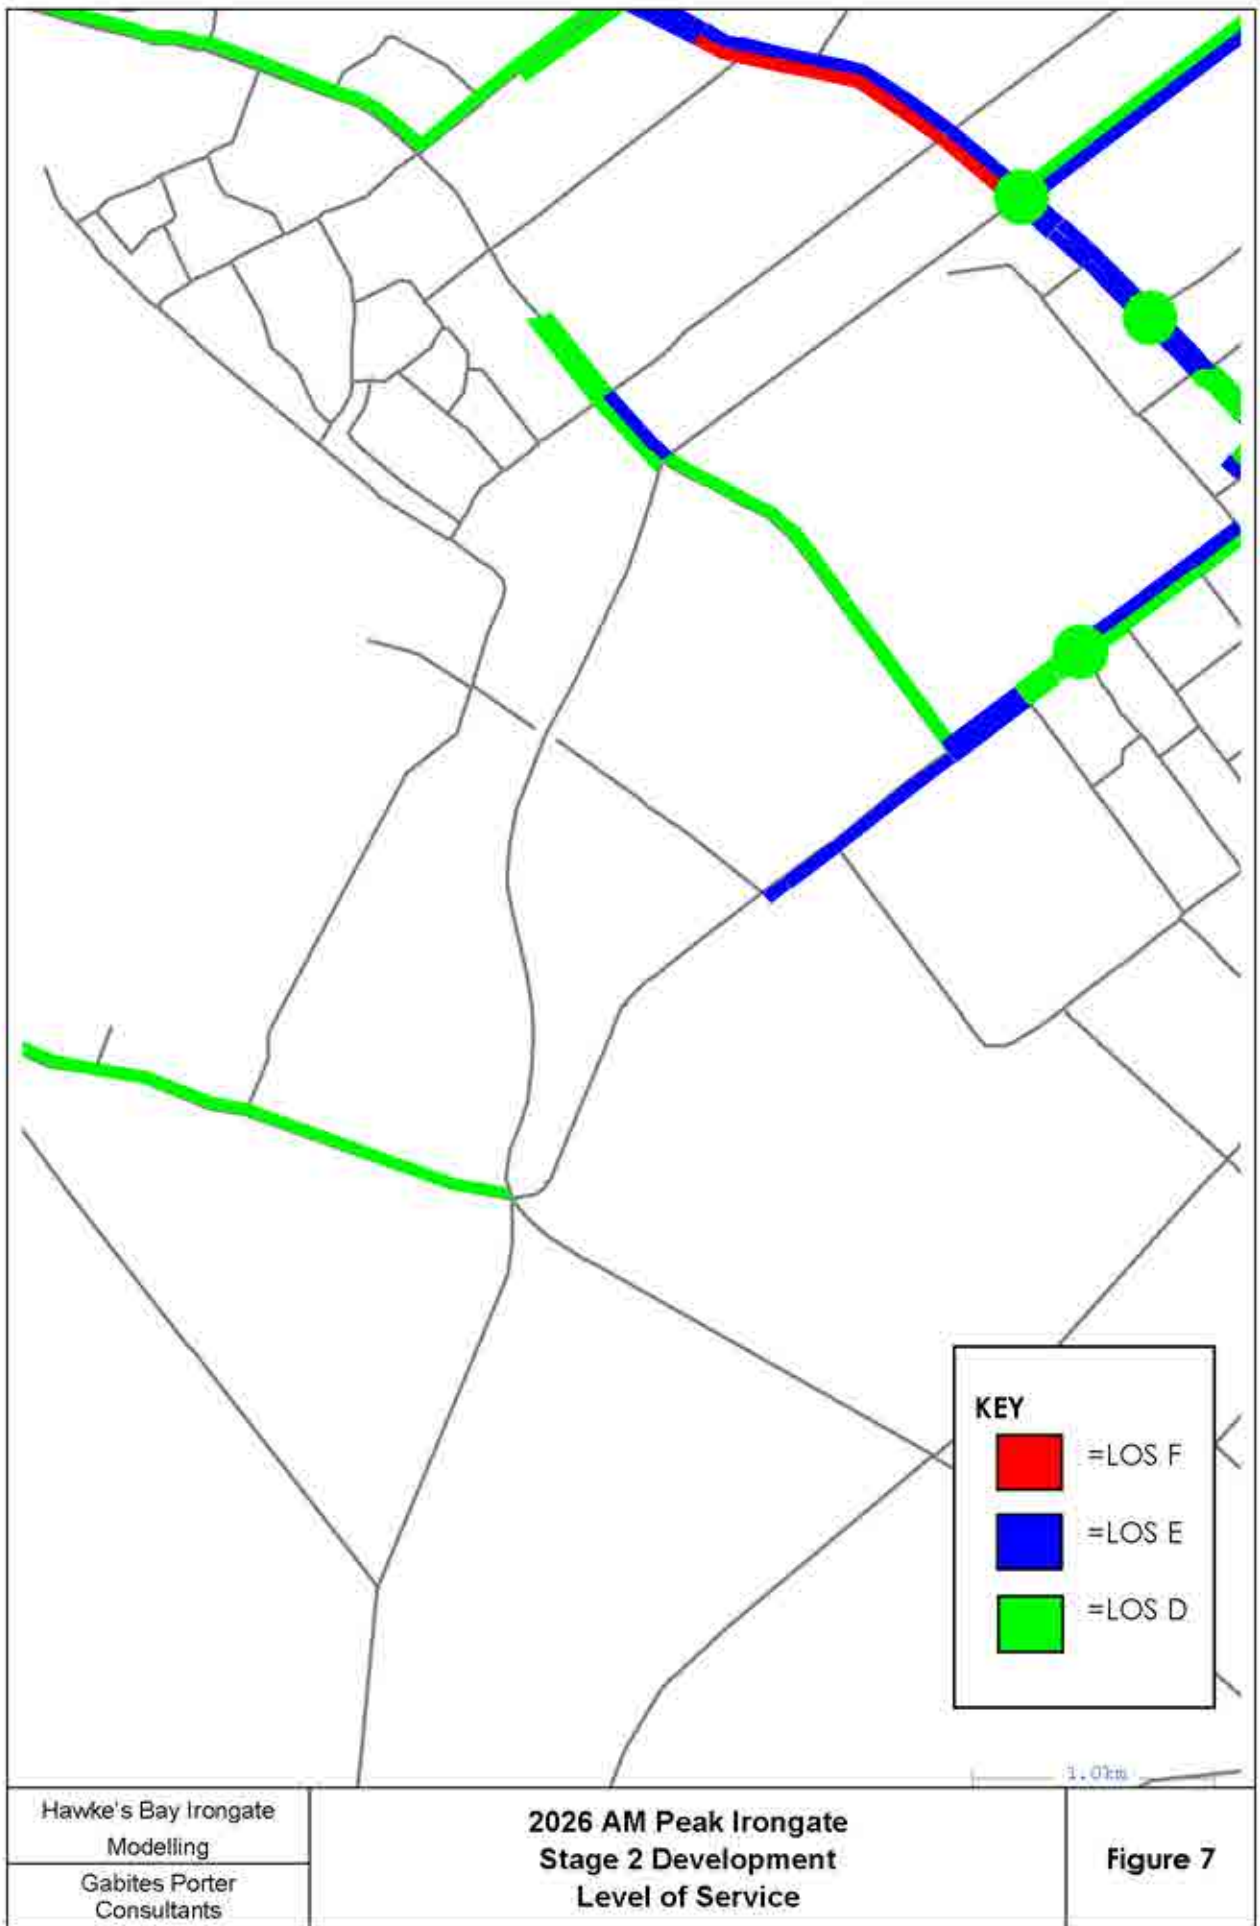 KEY
=LOS F
=LOS E
=LOS D
1.0km
Hawke's Bay Irongate
Modelling
Gabites Porter
Consultants
2026 AM Peak Irongate
Stage 2 Development
Level of Service
Figure 7